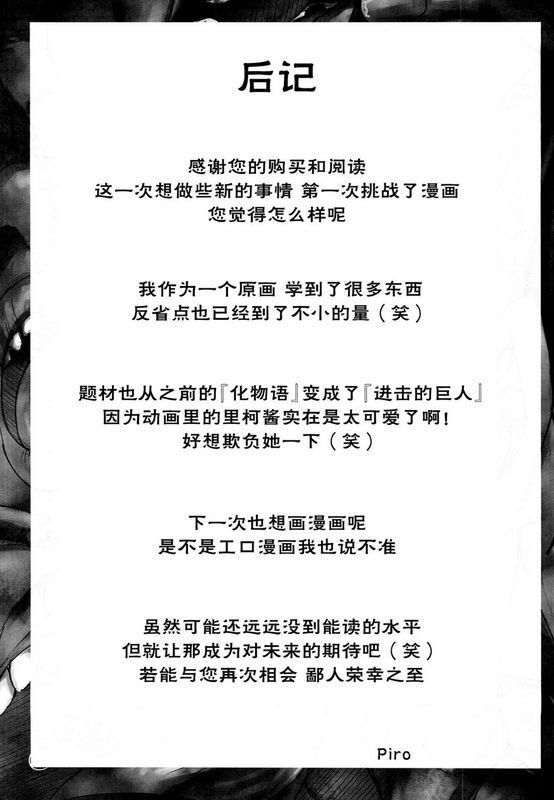 后记
感谢您的购买和阅读
这一次想做些新的事情 第一次挑战了漫画
您觉得怎么样呢
我作为一个原画 学到了很多东西
反省点也已经到了不小的量(笑)
题材也从之前的『化物语』变成了『进击的巨人』
因为动画里的里柯酱实在是太可爱了啊!
好想欺负她一下(笑)
下一次也想画漫画呢
是不是工口漫画我也说不准
虽然可能还远远没到能读的水平
但就让那成为对未来的期待吧(笑)
若能与您再次相会 鄙人荣幸之至
Piro